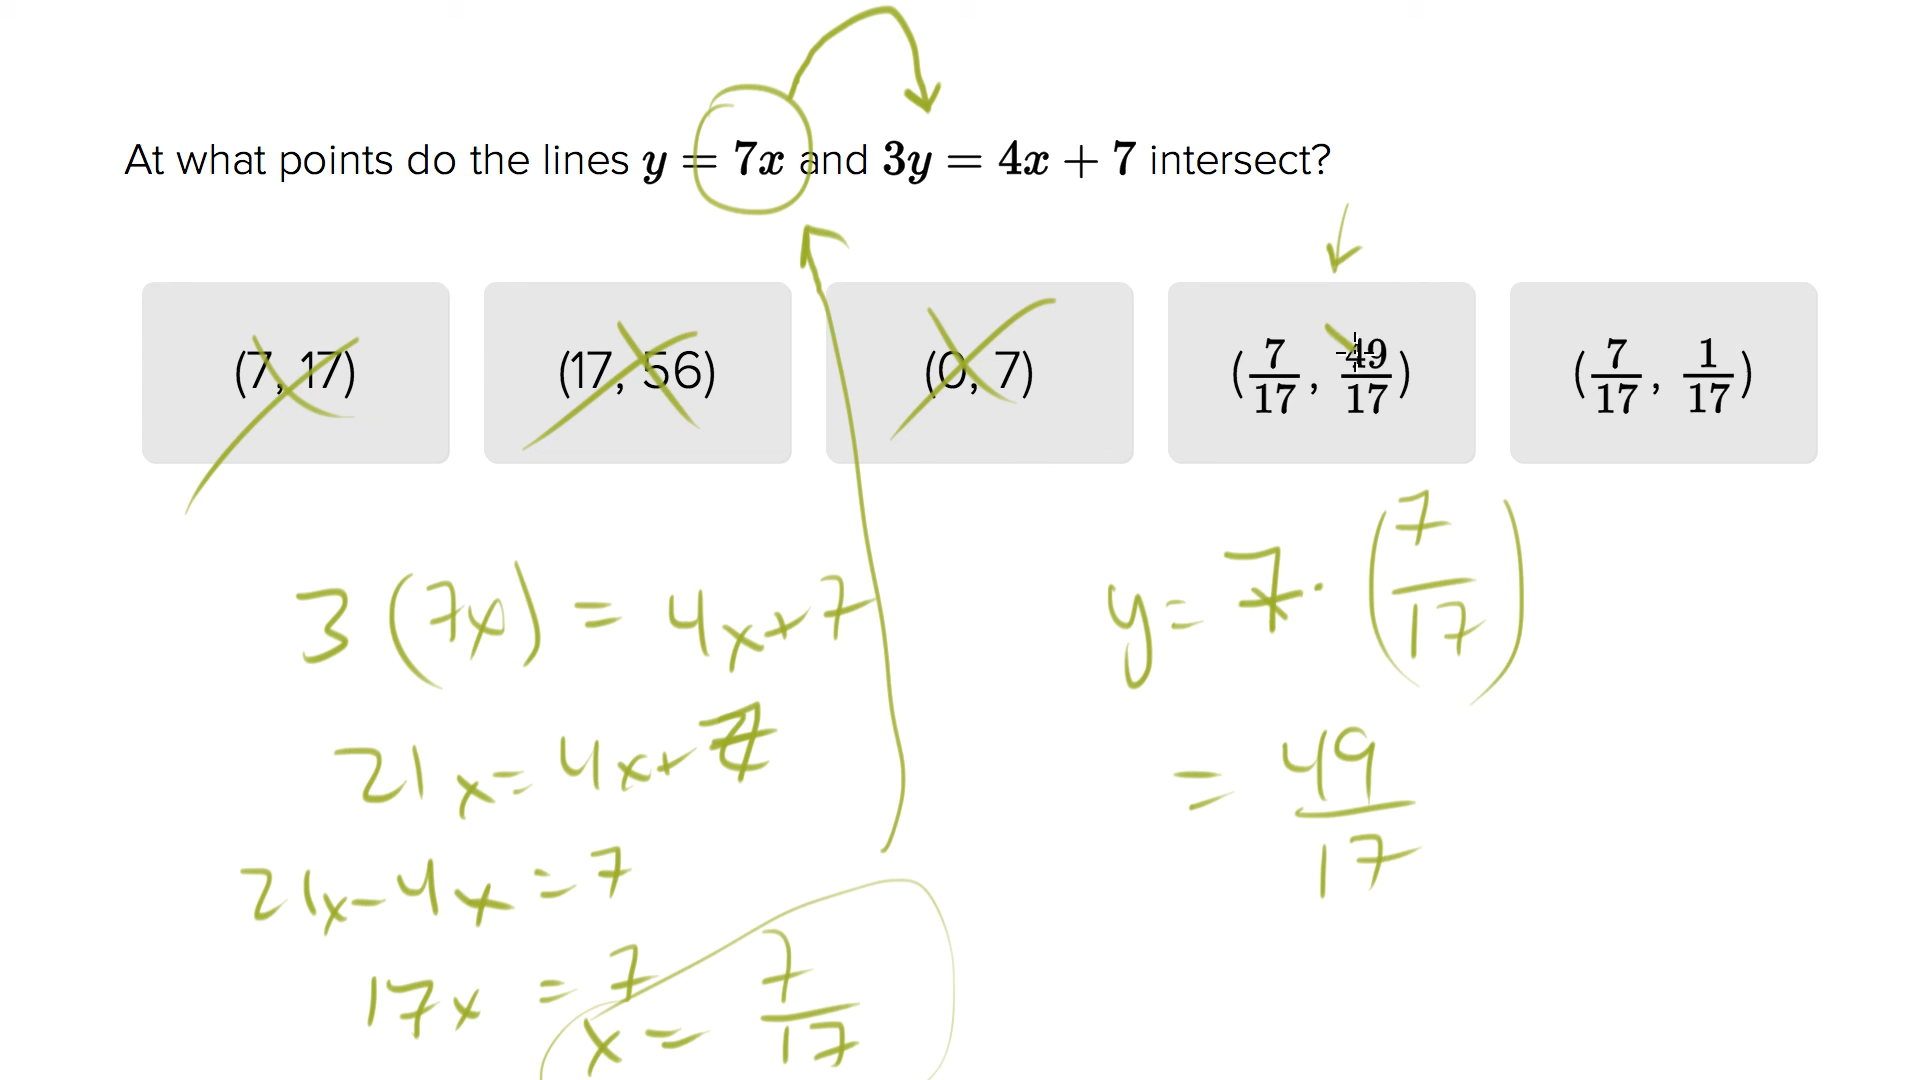 At what points do the lines y = 7x and 3y = 4x + 7 intersect?
(7, 17)
(17, 56)
(0, 7)
(7/17, 49/17)
(7/17, 1/17)
3(7x) = 4x+7
21x = 4x+7
21x-4x = 7
17x = 7
x = 7/17
y = 7·(7/17)
= 49/17